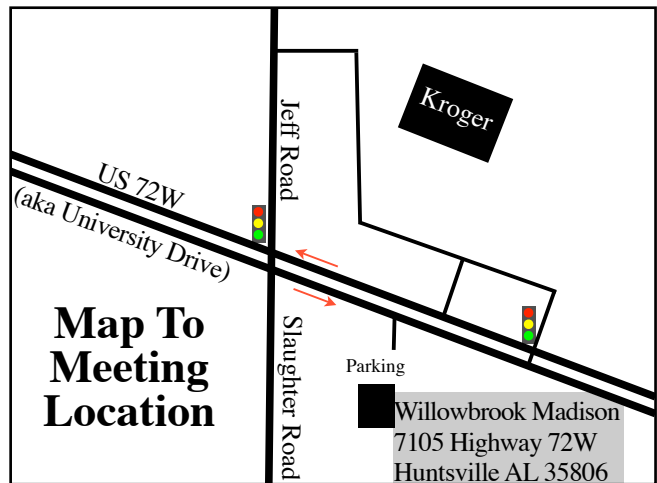 Kroger
Jeff Road
US 72W
(aka University Drive)
Map To
Meeting
Location
Slaughter Road
Parking
Willowbrook Madison
7105 Highway 72W
Huntsville AL 35806